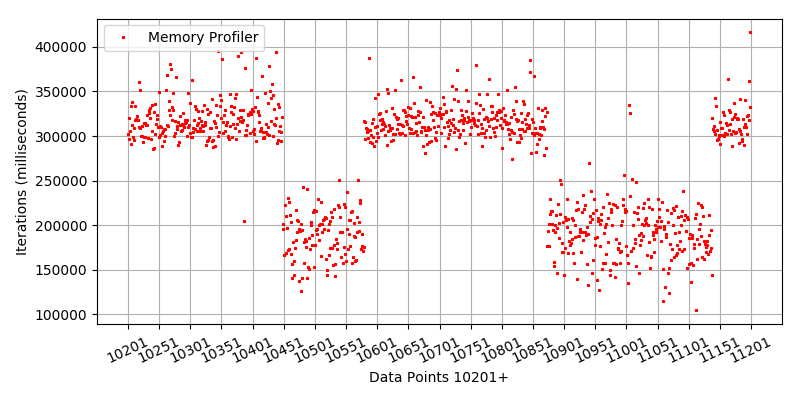 Memory Profiler
400000
350000
300000
250000
200000
150000
100000
Iterations (milliseconds)
10201 10251 10301 10351 10401 10451 10501 10551 10601 10651 10701 10751 10801 10851 10901 10951 11001 11051 11101 11151 11201
Data Points 10201+